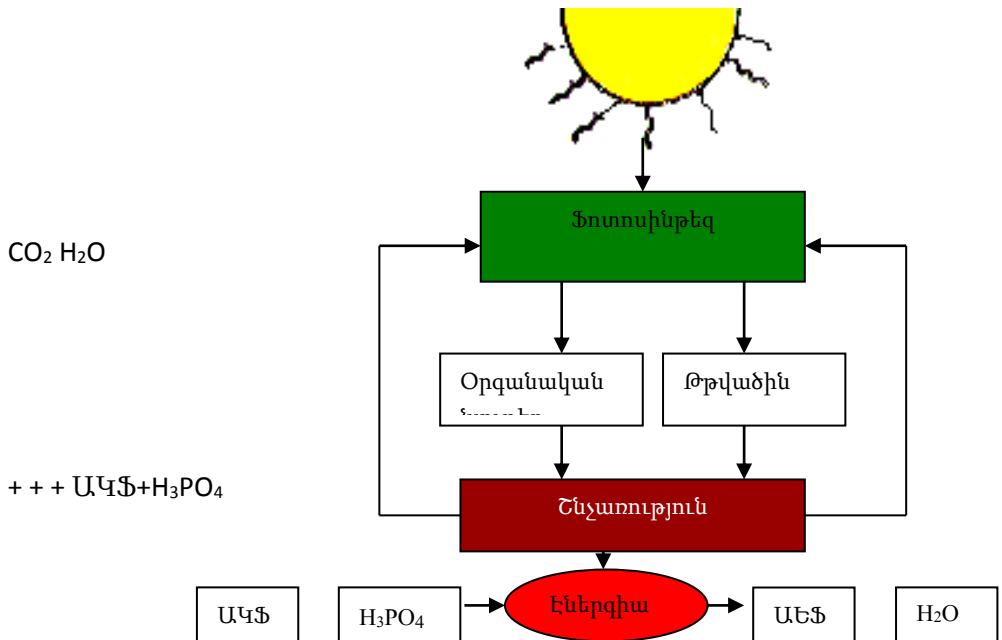 Ֆոտոսինթեզ
CO₂ H₂O
Օրգանական
Թթվածին
+ + + ԱԿՖ+H₃PO₄
Շնչառություն
Էներգիա
ԱԿՖ
H₃PO₄
ԱԵՖ
H₂O